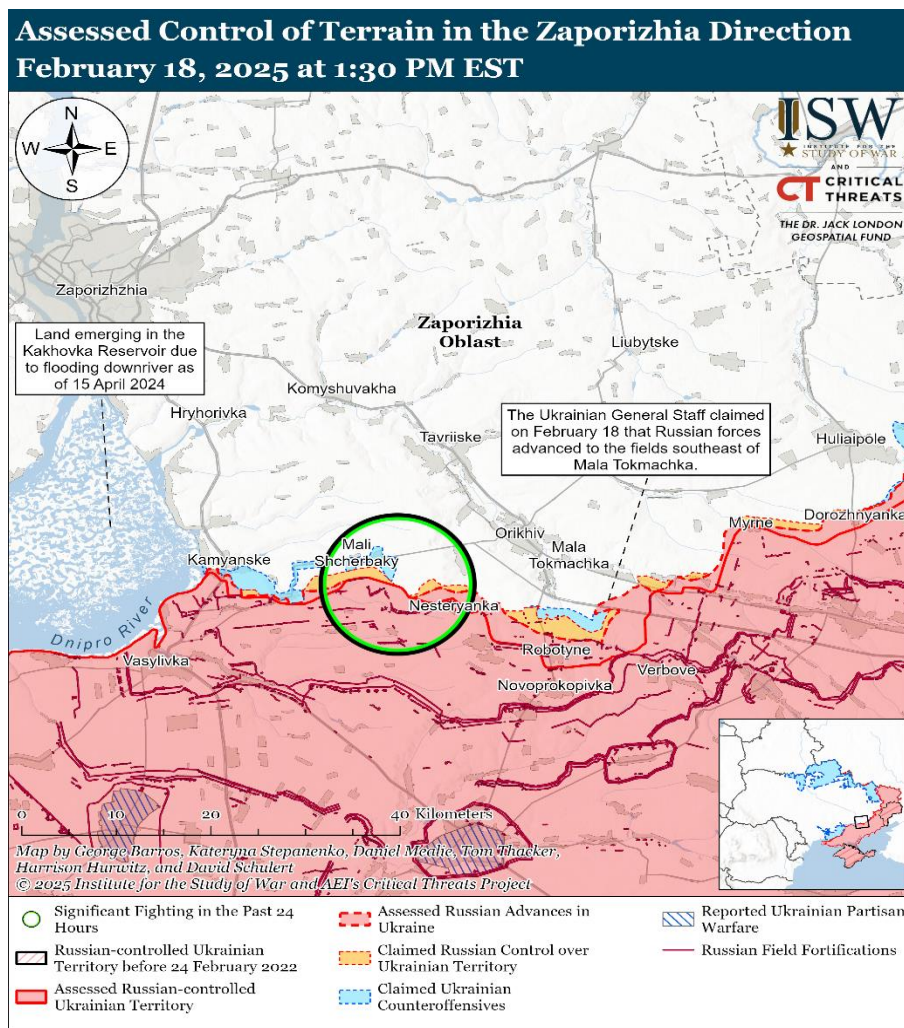 Assessed Control of Terrain in the Zaporizhia Direction
February 18, 2025 at 1:30 PM EST
N
W
E
S
ISW
INSTITUTE FOR THE
STUDY OF WAR
AND
CT CRITICAL
THREATS
THE DR. JACK LONDON
GEOSPATIAL FUND
Zaporizhzhia
Land emerging in the
Kakhovka Reservoir due
to flooding downriver as
of 15 April 2024
Zaporizhia
Oblast
Liubytske
Komyshuvakha
Hryhorivka
Tavriiske
The Ukrainian General Staff claimed
on February 18 that Russian forces
advanced to the fields southeast of
Mala Tokmachka.
Huliaipole
Orikhiv
Myrne
Dorozhnyanka
Kamyanske
Mali
Shcherbaky
Mala
Tokmachka
Nesteryanka
Dnipro River
Vasylivka
Robotyne
Novoprokopivka
Verbove
0
10
20
40 Kilometers
Map by George Barros, Kateryna Stepanenko, Daniel Mealie, Tom Thacker,
Harrison Hurwitz, and David Schulert
© 2025 Institute for the Study of War and AEI's Critical Threats Project
Significant Fighting in the Past 24
Hours
Russian-controlled Ukrainian
Territory before 24 February 2022
Assessed Russian-controlled
Ukrainian Territory
Assessed Russian Advances in
Ukraine
Claimed Russian Control over
Ukrainian Territory
Claimed Ukrainian
Counteroffensives
Reported Ukrainian Partisan
Warfare
Russian Field Fortifications